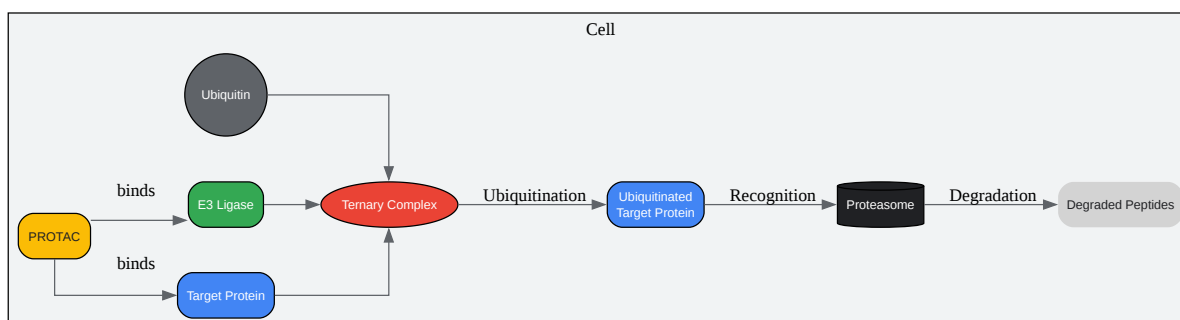 Cell
Ubiquitin
binds
E3 Ligase
Ternary Complex
Ubiquitination
Ubiquitinated
Target Protein
Recognition
Proteasome
Degradation
Degraded Peptides
PROTAC
binds
Target Protein